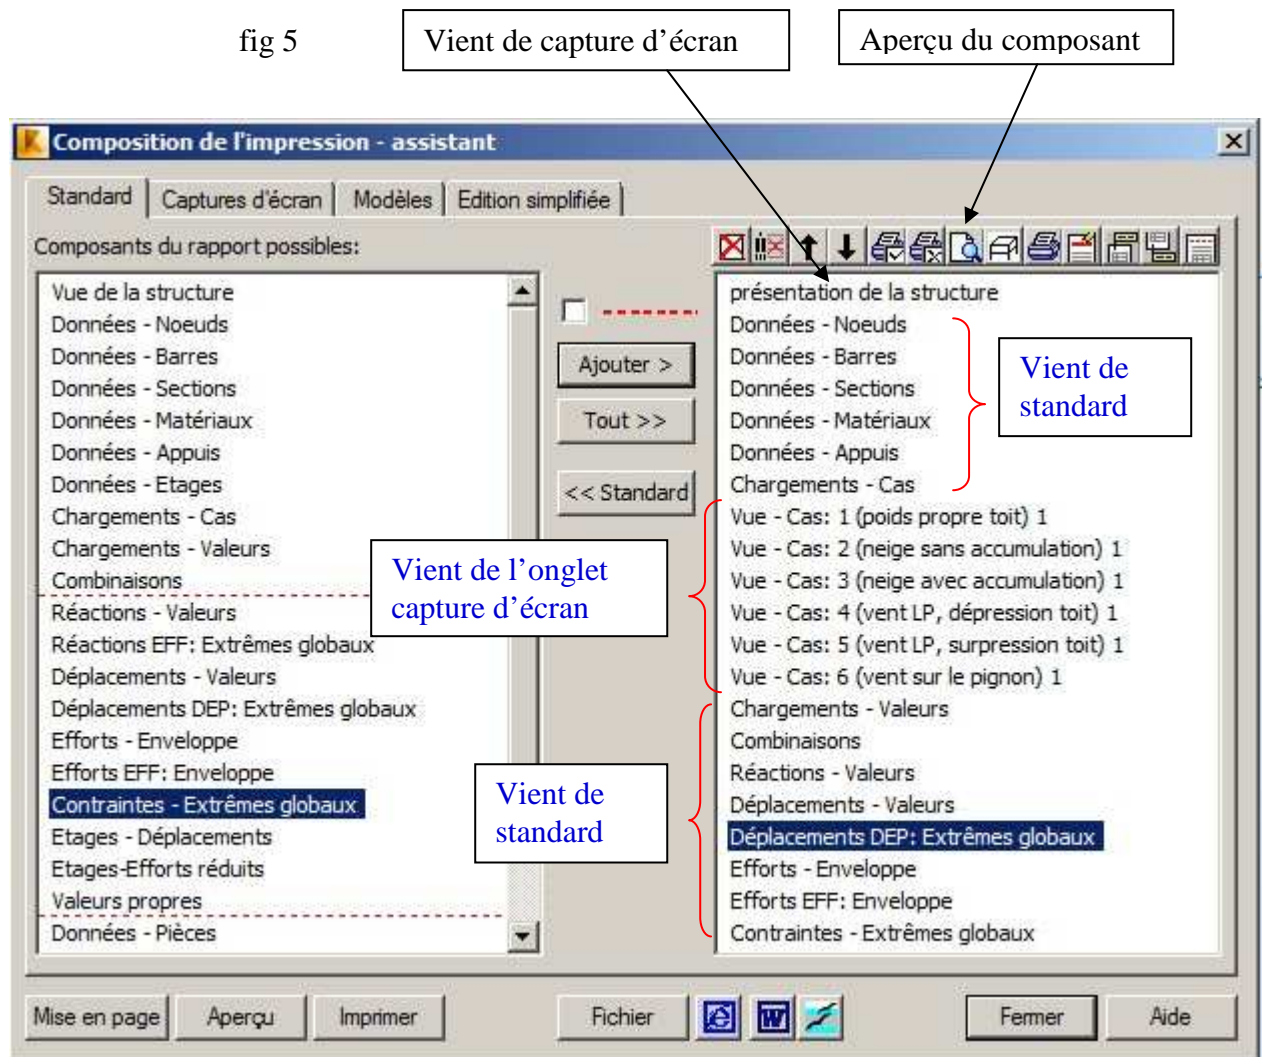 fig 5
Vient de capture d’écran
Aperçu du composant
Composition de l'impression - assistant
Standard
Captures d'écran
Modèles
Edition simplifiée
Composants du rapport possibles:
Vue de la structure
Données - Noeuds
Données - Barres
Données - Sections
Données - Matériaux
Données - Appuis
Données - Etages
Chargements - Cas
Chargements - Valeurs
Combinaisons
Réactions - Valeurs
Réactions EFF: Extrêmes globaux
Déplacements - Valeurs
Déplacements DEP: Extrêmes globaux
Efforts - Enveloppe
Efforts EFF: Enveloppe
Contraintes - Extrêmes globaux
Etages - Déplacements
Etages-Efforts réduits
Valeurs propres
Données - Pièces
Ajouter >
Tout >>
<< Standard
Vient de l’onglet
capture d’écran
Vient de
standard
présentation de la structure
Données - Noeuds
Données - Barres
Données - Sections
Données - Matériaux
Données - Appuis
Chargements - Cas
Vue - Cas: 1 (poids propre toit) 1
Vue - Cas: 2 (neige sans accumulation) 1
Vue - Cas: 3 (neige avec accumulation) 1
Vue - Cas: 4 (vent LP, dépression toit) 1
Vue - Cas: 5 (vent LP, surpression toit) 1
Vue - Cas: 6 (vent sur le pignon) 1
Chargements - Valeurs
Combinaisons
Réactions - Valeurs
Déplacements - Valeurs
Déplacements DEP: Extrêmes globaux
Efforts - Enveloppe
Efforts EFF: Enveloppe
Contraintes - Extrêmes globaux
Vient de
standard
Mise en page
Aperçu
Imprimer
Fichier
Fermer
Aide